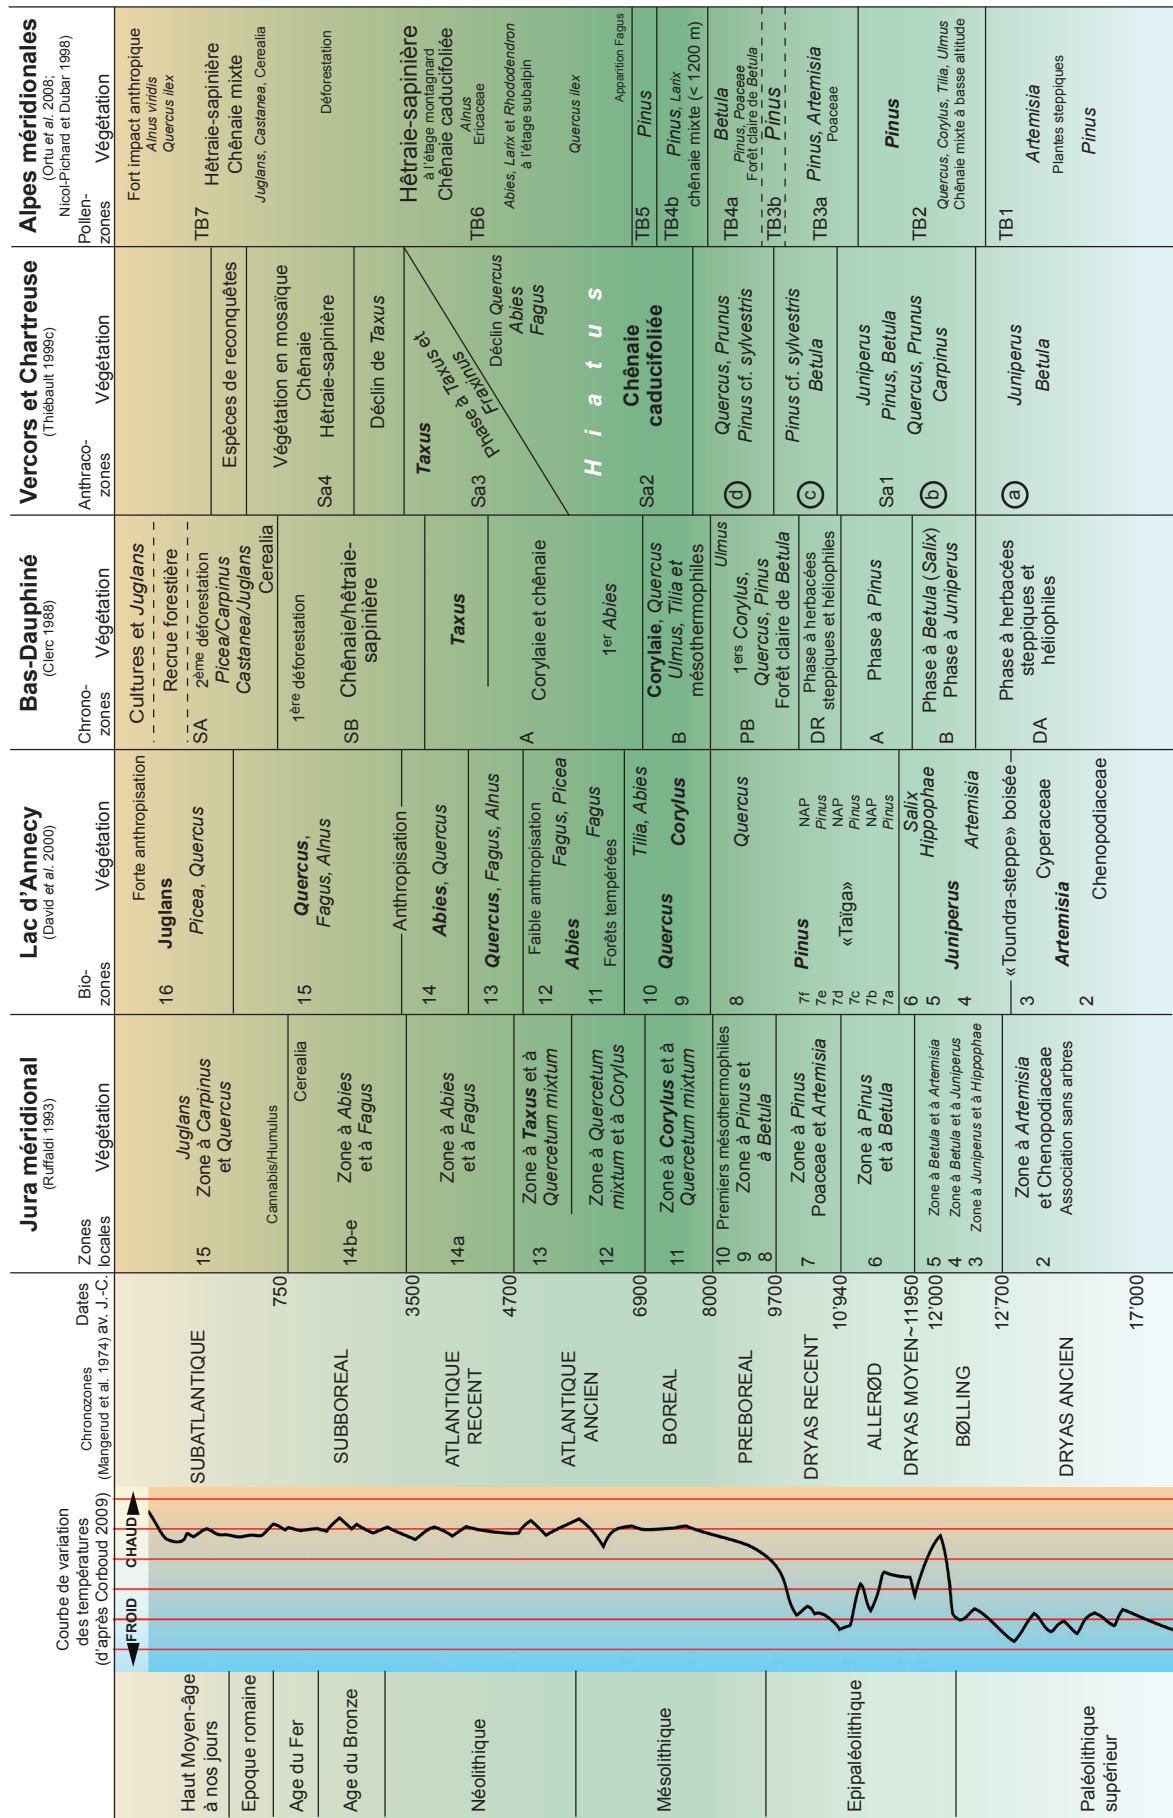 Haut Moyen-âge
à nos jours
Epoque romaine
Age du Fer
Age du Bronze
Néolithique
Mésolithique
Epipaléolithique
Paléolithique
supérieur
Courbe de variation
des températures
(d'après Corboud 2009)
FROID
CHAUD
Chronozones
(Mangerud et al. 1974)
Dates
av. J.-C.
SUBATLANTIQUE
750
SUBBOREAL
3500
ATLANTIQUE
RECENT
4700
ATLANTIQUE
ANCIEN
6900
BOREAL
8000
PREBOREAL
9700
DRYAS RECENT
10'940
ALLERØD
DRYAS MOYEN~11950
12'000
BØLLING
12'700
DRYAS ANCIEN
17'000
Jura méridional
(Ruffaldi 1993)
Zones
locales
Végétation
15
Juglans
Zone à Carpinus
et Quercus
Cannabis/Humulus
Cerealia
14b-e
Zone à Abies
et à Fagus
14a
Zone à Abies
et à Fagus
13
Zone à Taxus et à
Quercetum mixtum
12
Zone à Quercetum
mixtum et à Corylus
11
Zone à Corylus et à
Quercetum mixtum
10
Premiers mésothermophiles
9
Zone à Pinus et
8
à Betula
7
Zone à Pinus
Poaceae et Artemisia
6
Zone à Pinus
et à Betula
5
Zone à Betula et à Artemisia
4
Zone à Betula et à Juniperus
3
Zone à Juniperus et à Hippophae
2
Zone à Artemisia
et Chenopodiaceae
Association sans arbres
Lac d'Annecy
(David et al. 2000)
Bio-
zones
Végétation
Forte anthropisation
16
Juglans
Picea, Quercus
15
Quercus,
Fagus, Alnus
Anthropisation
14
Abies, Quercus
13
Quercus, Fagus, Alnus
12
Faible anthropisation
Fagus, Picea
Abies
11
Fagus
Forêts tempérées
10
Tilia, Abies
9
Quercus
Corylus
8
Quercus
7f
Pinus
NAP
7e
Pinus
7d
NAP
7c
«Taïga»
Pinus
7b
NAP
7a
Pinus
6
Salix
5
Hippophae
Juniperus
4
Artemisia
«Toundra-steppe» boisée
3
Cyperaceae
Artemisia
2
Chenopodiaceae
Bas-Dauphiné
(Clerc 1988)
Chrono-
zones
Végétation
Cultures et Juglans
Recrue forestière
SA
2ème déforestation
Picea/Carpinus
Castanea/Juglans
Cerealia
1ère déforestation
SB
Chênaie/hêtraie-
sapinière
Taxus
A
Corylaie et chênaie
1er Abies
B
Corylaie, Quercus
Ulmus, Tilia et
mésothermophiles
PB
Ulmus
1ers Corylus,
Quercus, Pinus
Forêt claire de Betula
DR
Phase à herbacées
steppiques et héliophiles
A
Phase à Pinus
B
Phase à Betula (Salix)
Phase à Juniperus
DA
Phase à herbacées
steppiques et
héliophiles
Vercors et Chartreuse
(Thiébault 1999c)
Anthraco-
zones
Végétation
Espèces de reconquêtes
Sa4
Végétation en mosaïque
Chênaie
Hêtraie-sapinière
Déclin de Taxus
Taxus
Sa3
Phase à Taxus et
Fraxinus
Déclin Quercus
Abies
Fagus
Hiatus
Sa2
Chênaie
caducifoliée
d
Quercus, Prunus
Pinus cf. sylvestris
c
Pinus cf. sylvestris
Betula
Sa1
Juniperus
Pinus, Betula
Quercus, Prunus
b
Carpinus
a
Juniperus
Betula
Alpes méridionales
(Ortu et al. 2008;
Nicol-Pichard et Dubar 1998)
Pollen-
zones
Végétation
Fort impact anthropique
Alnus viridis
Quercus ilex
TB7
Hêtraie-sapinière
Chênaie mixte
Juglans, Castanea, Cerealia
Déforestation
Hêtraie-sapinière
à l'étage montagnard
Chênaie caducifoliée
TB6
Alnus
Ericaceae
Abies, Larix et Rhododendron
à l'étage subalpin
Quercus ilex
Apparition Fagus
TB5
Pinus
TB4b
Pinus, Larix
chênaie mixte (< 1200 m)
TB4a
Betula
Pinus, Poaceae
Forêt claire de Betula
TB3b
Pinus
TB3a
Pinus, Artemisia
Poaceae
Pinus
TB2
Quercus, Corylus, Tilia, Ulmus
Chênaie mixte à basse altitude
TB1
Artemisia
Plantes steppiques
Pinus